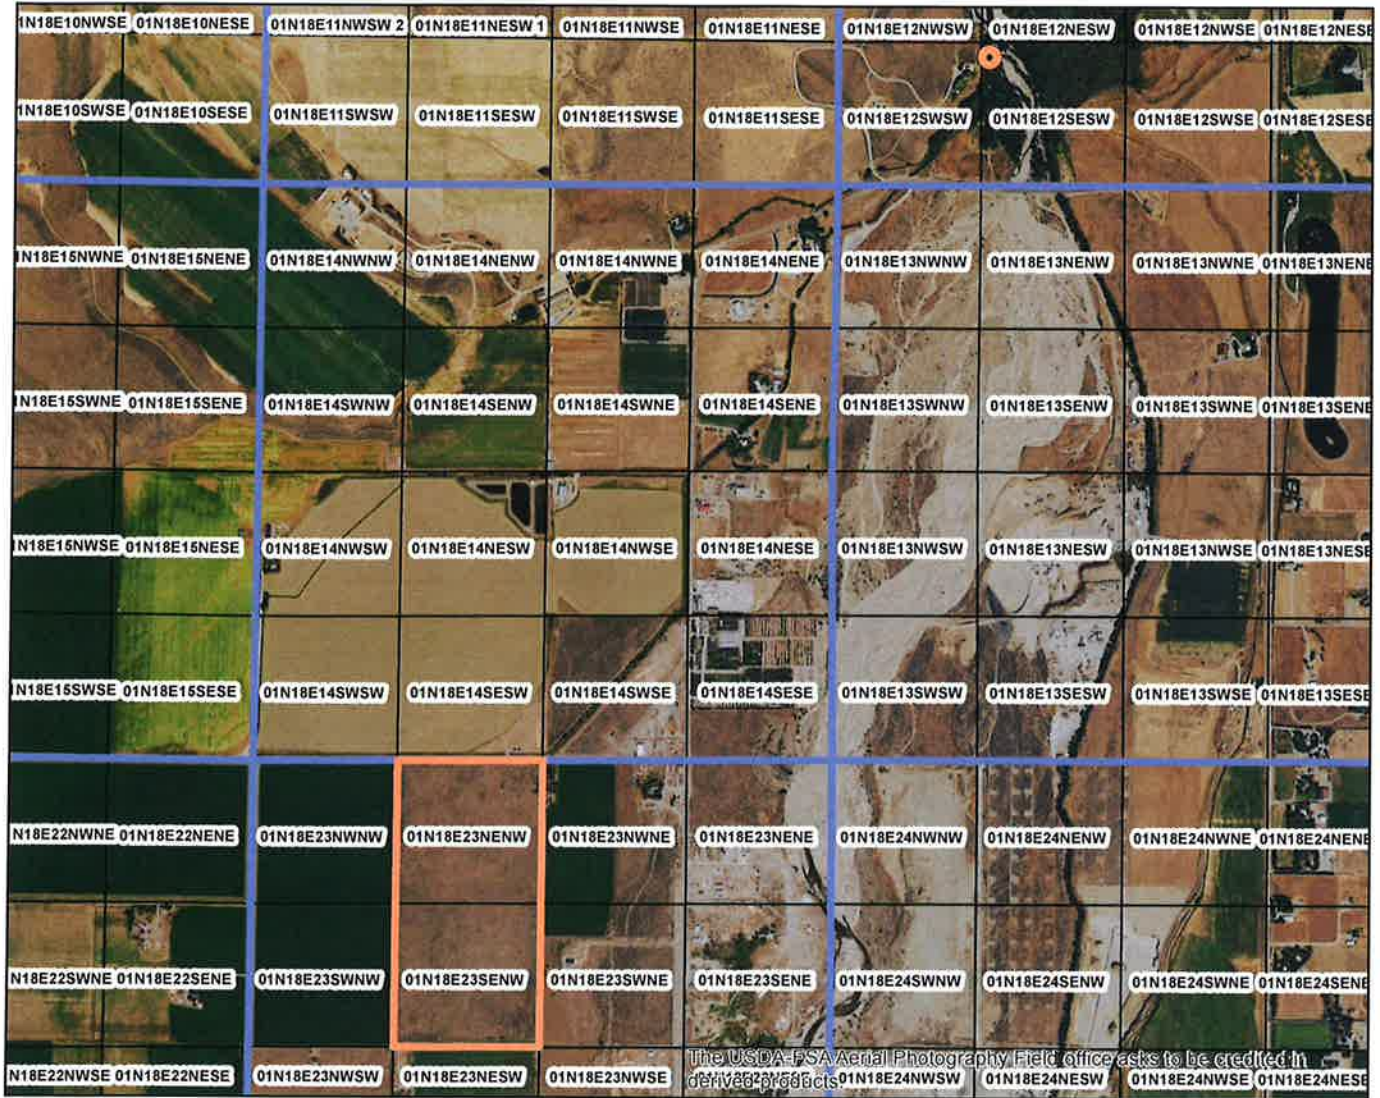 1N18E10NWSE 01N18E10NESE 01N18E11NWSW 2 01N18E11NESW 1 01N18E11NWSE 01N18E11NESE 01N18E12NWSW 01N18E12NESW 01N18E12NWSE 01N18E12NESE
1N18E10SWSE 01N18E10SESE 01N18E11SWSW 01N18E11SESW 01N18E11SWSE 01N18E11SESE 01N18E12SWSW 01N18E12SESW 01N18E12SWSE 01N18E12SESE
1N18E15NWNE 01N18E15NENE 01N18E14NWNW 01N18E14NENW 01N18E14NWNE 01N18E14NENE 01N18E13NWNW 01N18E13NENW 01N18E13NWNE 01N18E13NENE
1N18E15SWNE 01N18E15SENE 01N18E14SWNW 01N18E14SENW 01N18E14SWNE 01N18E14SENE 01N18E13SWNW 01N18E13SENW 01N18E13SWNE 01N18E13SENE
1N18E15NWSE 01N18E15NESE 01N18E14NWSW 01N18E14NESW 01N18E14NWSE 01N18E14NESE 01N18E13NWSW 01N18E13NESW 01N18E13NWSE 01N18E13NESE
1N18E15SWSE 01N18E15SESE 01N18E14SWSW 01N18E14SESW 01N18E14SWSE 01N18E14SESE 01N18E13SWSW 01N18E13SESW 01N18E13SWSE 01N18E13SESE
N18E22NWNE 01N18E22NENE 01N18E23NWNW 01N18E23NENW 01N18E23NWNE 01N18E23NENE 01N18E24NWNW 01N18E24NENW 01N18E24NWNE 01N18E24NENE
N18E22SWNE 01N18E22SENE 01N18E23SWNW 01N18E23SENW 01N18E23SWNE 01N18E23SENE 01N18E24SWNW 01N18E24SENW 01N18E24SWNE 01N18E24SENE
The USDA-FSA Aerial Photography Field office asks to be credited in
derived products.
N18E22NWSE 01N18E22NESE 01N18E23NWSW 01N18E23NESW 01N18E23NWSE 01N18E24NWSW 01N18E24NESW 01N18E24NWSE 01N18E24NESE